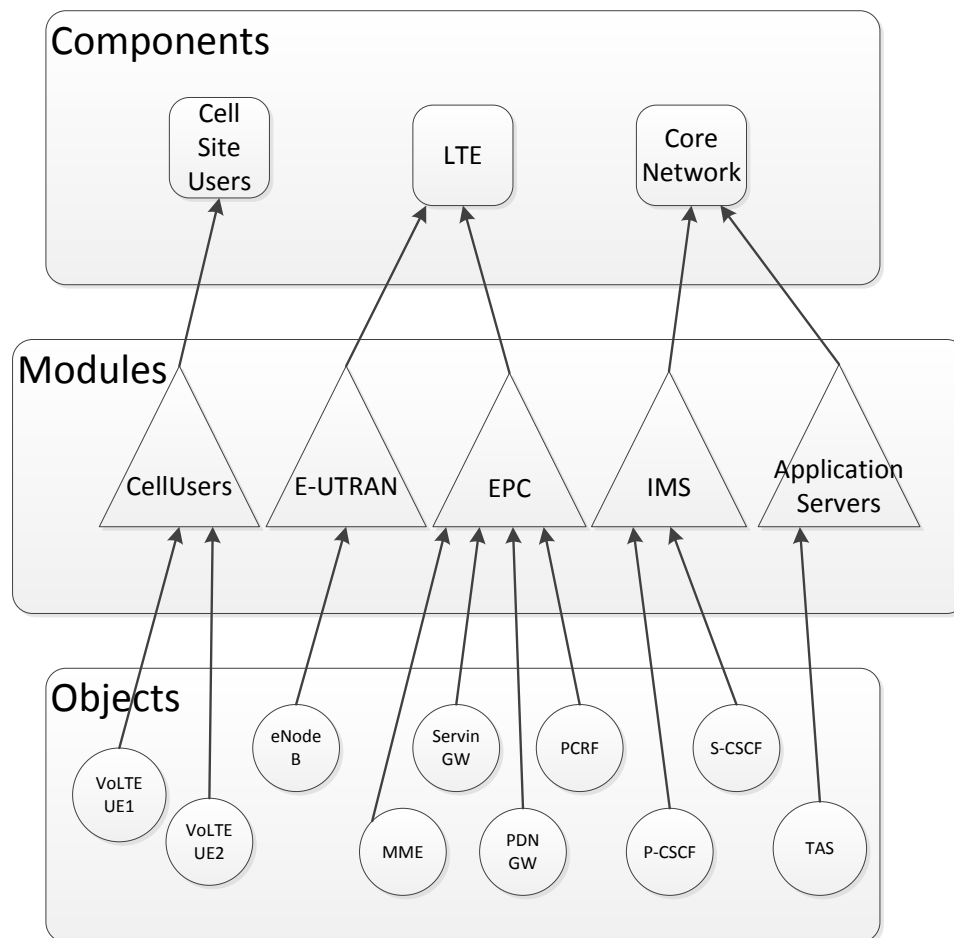 Components
Cell
Site
Users
LTE
Core
Network
Modules
CellUsers
E-UTRAN
EPC
IMS
Application
Servers
Objects
VoLTE
UE1
VoLTE
UE2
eNode
B
MME
Servin
GW
PDN
GW
PCRF
P-CSCF
S-CSCF
TAS